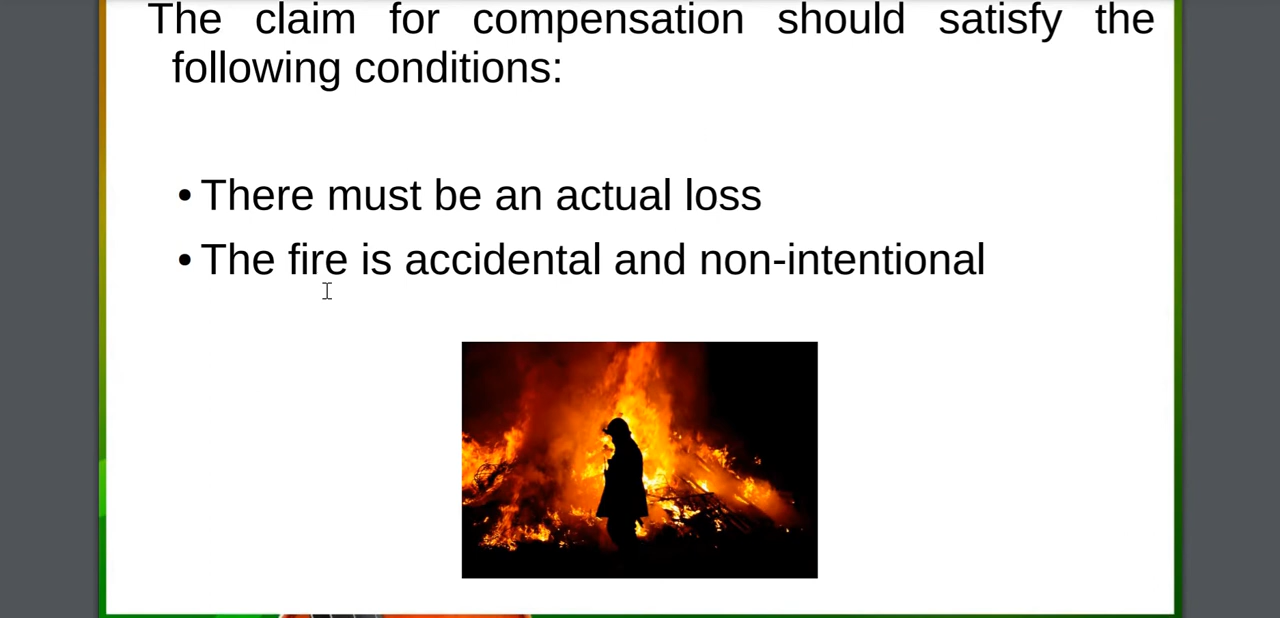 The claim for compensation should satisfy the
following conditions:
• There must be an actual loss
• The fire is accidental and non-intentional